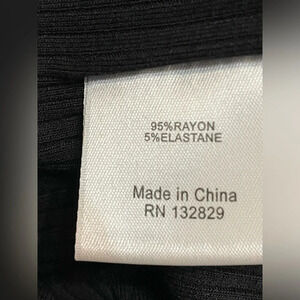 95%RAYON
5%ELASTANE
Made in China
RN 132829